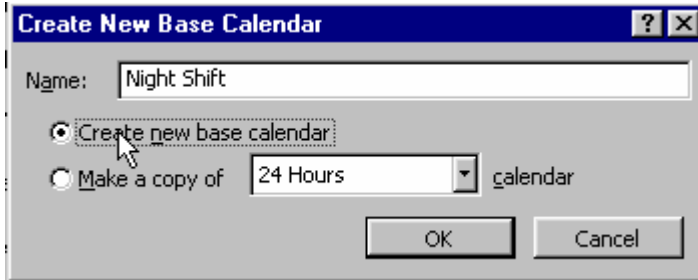 Create New Base Calendar
Name: Night Shift
Create new base calendar
Make a copy of 24 Hours calendar
OK Cancel